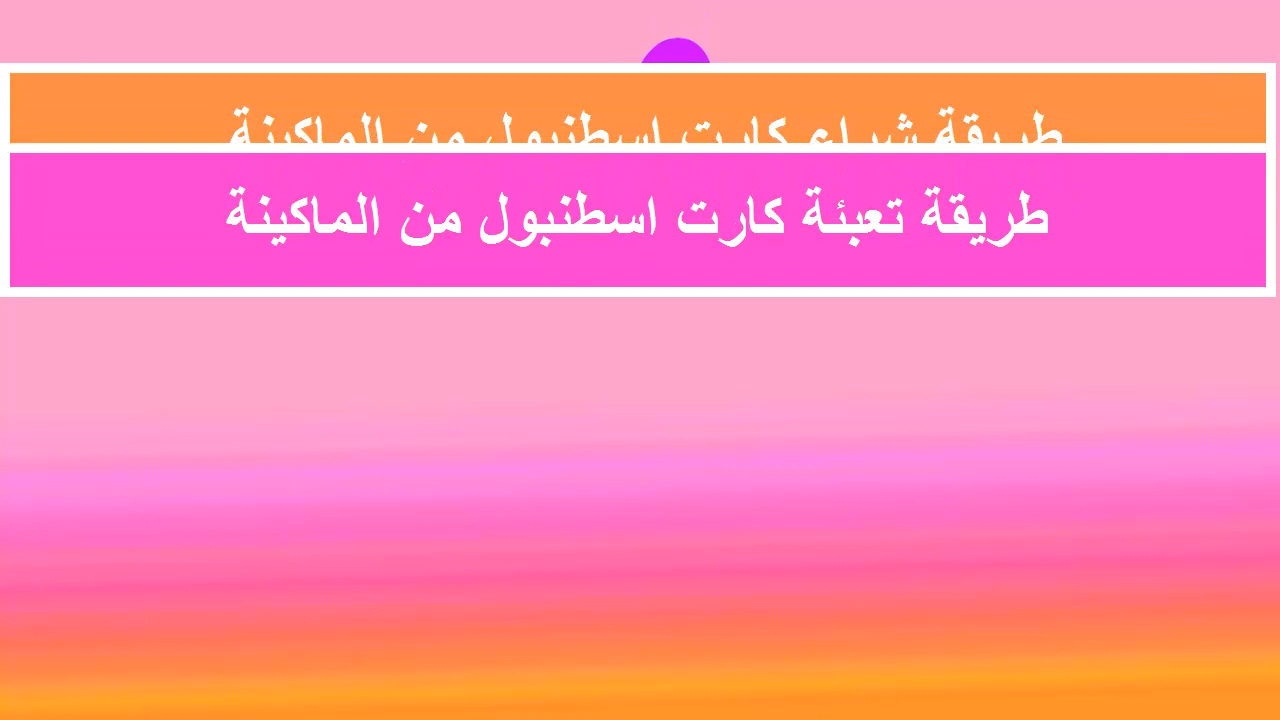 طريقة شراء كارت اسطنبول من الماكينة
طريقة تعبئة كارت اسطنبول من الماكينة